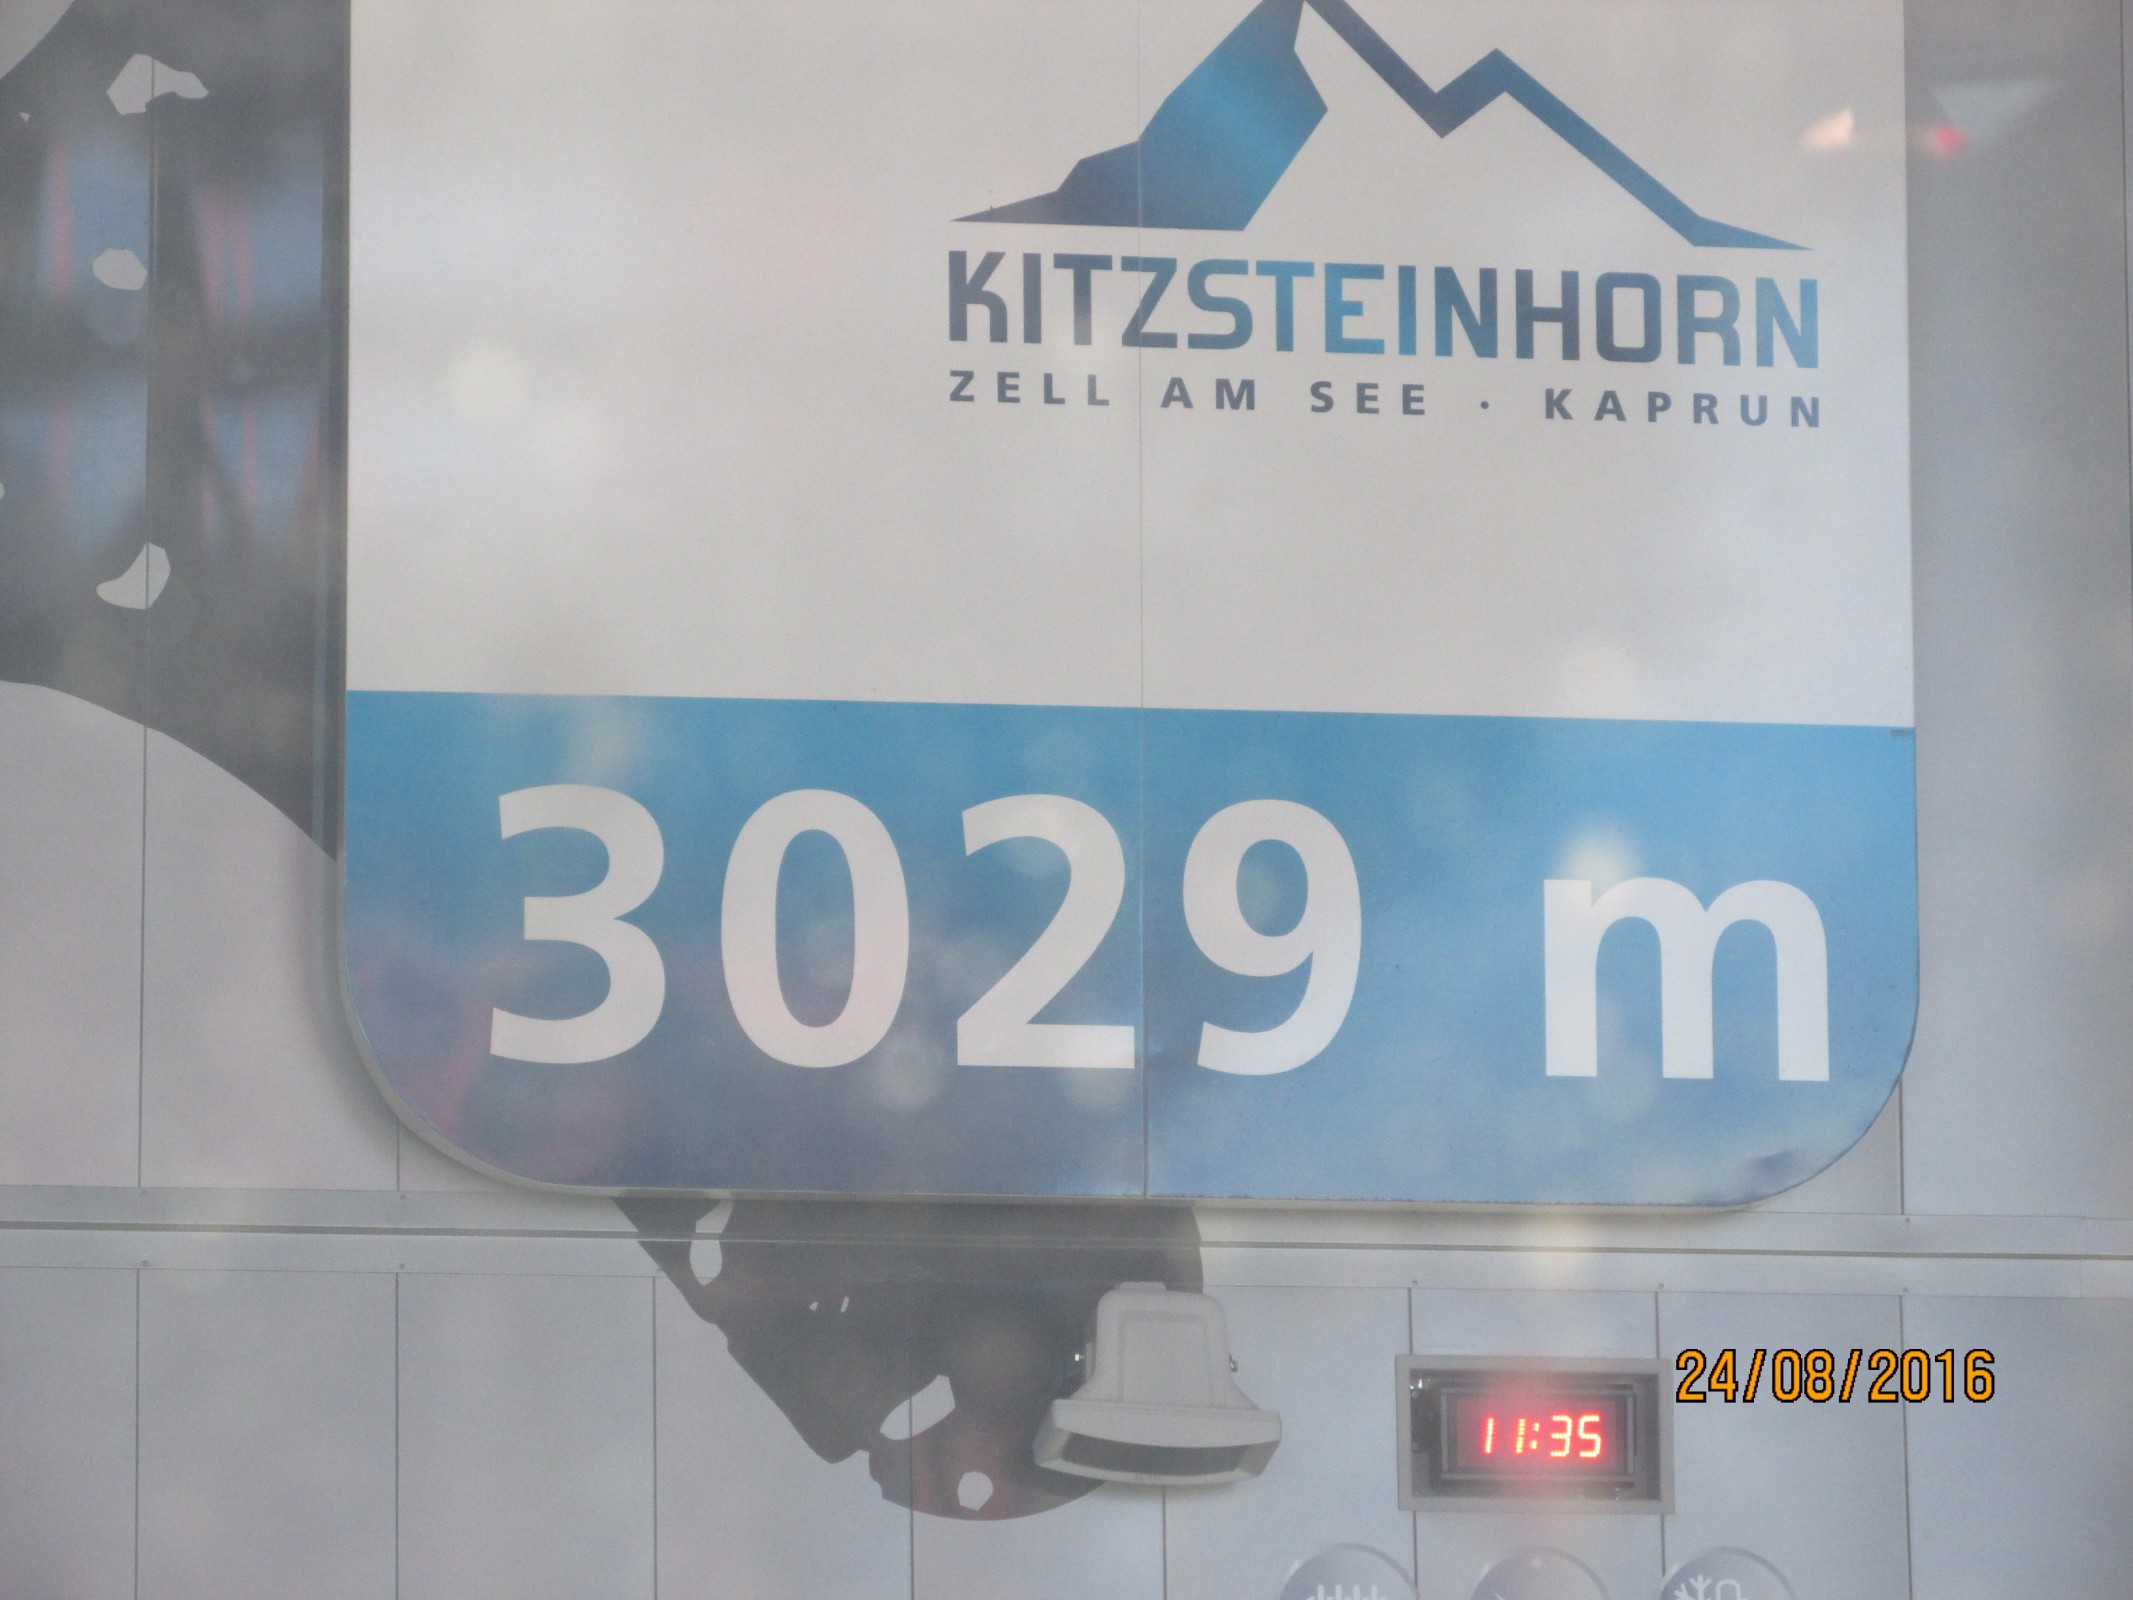 KITZSTEINHORN
ZELL AM SEE · KAPRUN
3029 m
24/08/2016
11:35